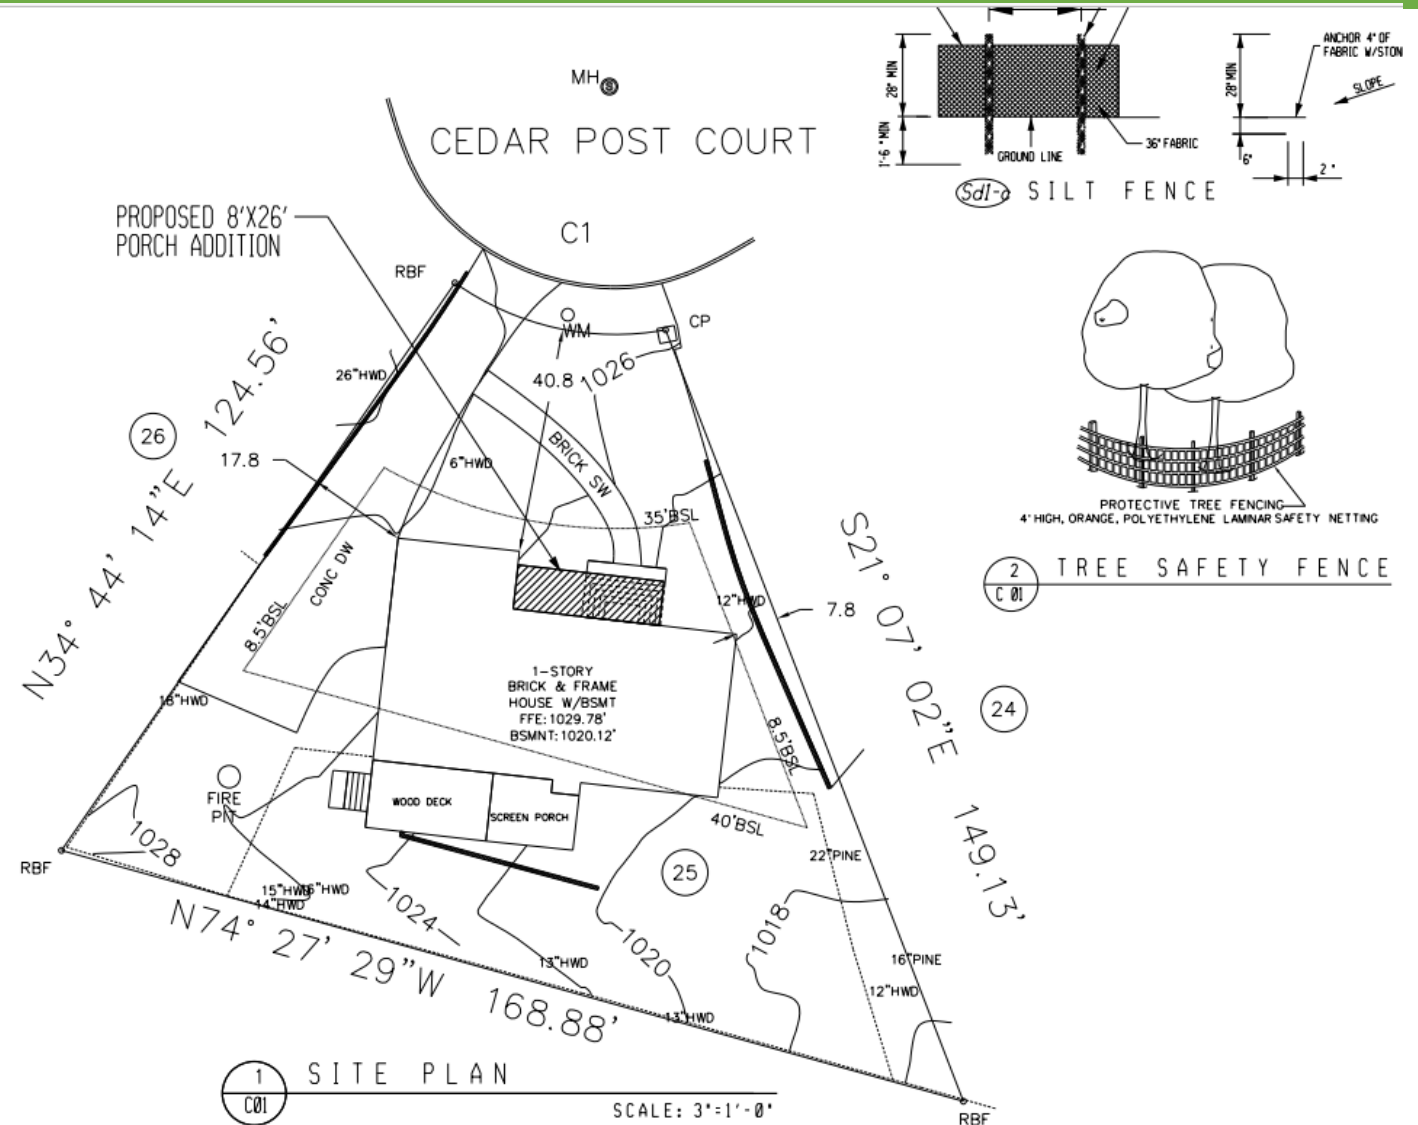 MH
S
CEDAR POST COURT
C1
PROPOSED 8'X26'
PORCH ADDITION
RBF
WM
CP
40.8
1026
26"HWD
124.56'
N34° 44' 14"E
26
17.8
6"HWD
BRICK SW
35'BSL
CONC DW
8.5'BSL
12"HWD
7.8
S21° 07' 02"E 149.13'
24
1-STORY
BRICK & FRAME
HOUSE W/BSMT
FFE:1029.78'
BSMNT:1020.12'
18"HWD
8.5'BSL
FIRE
PIT
WOOD DECK
SCREEN PORCH
40'BSL
1028
RBF
25
22"PINE
15"HWD
14"HWD
1024
1020
1018
13"HWD
16"PINE
12"HWD
13"HWD
N74° 27' 29"W 168.88'
RBF
1
C01
SITE PLAN
SCALE: 3"=1'-0"
28" MIN
1'-6 "MIN
GROUND LINE
36" FABRIC
28" MIN
ANCHOR 4" OF
FABRIC W/STON
SLOPE
6"
2 "
Sd1-c SILT FENCE
PROTECTIVE TREE FENCING
4' HIGH, ORANGE, POLYETHYLENE LAMINAR SAFETY NETTING
2
C 01
TREE SAFETY FENCE